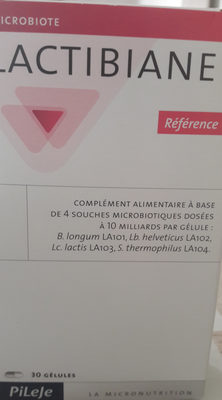 MICROBIOTE
LACTIBIANE
Référence
COMPLÉMENT ALIMENTAIRE À BASE
DE 4 SOUCHES MICROBIOTIQUES DOSÉES
À 10 MILLIARDS PAR GÉLULE :
B. longum LA101, Lb. helveticus LA102,
Lc. lactis LA103, S. thermophilus LA104.
30 GÉLULES
PiLeJe
LA MICRONUTRITION